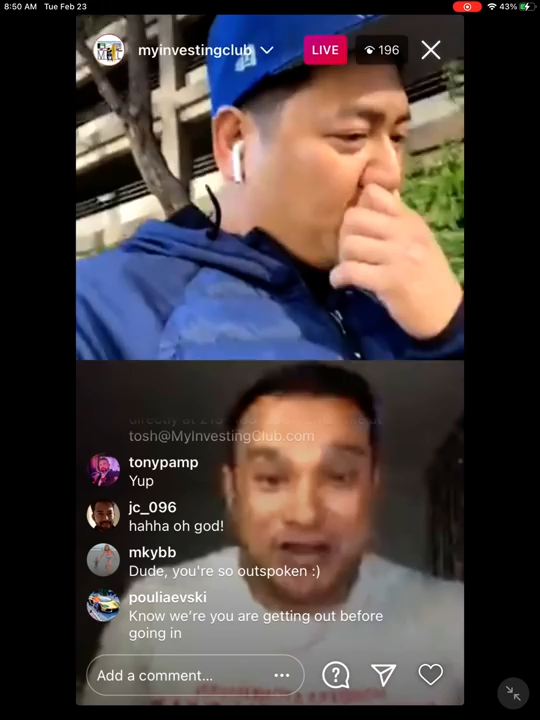 8:50 AM Tue Feb 23
43%
myinvestingclub
LIVE
196
tosh@MyInvestingClub.com
tonypamp
Yup
jc_096
hahha oh god!
mkybb
Dude, you're so outspoken :)
pouliaevski
Know we're you are getting out before
going in
Add a comment...